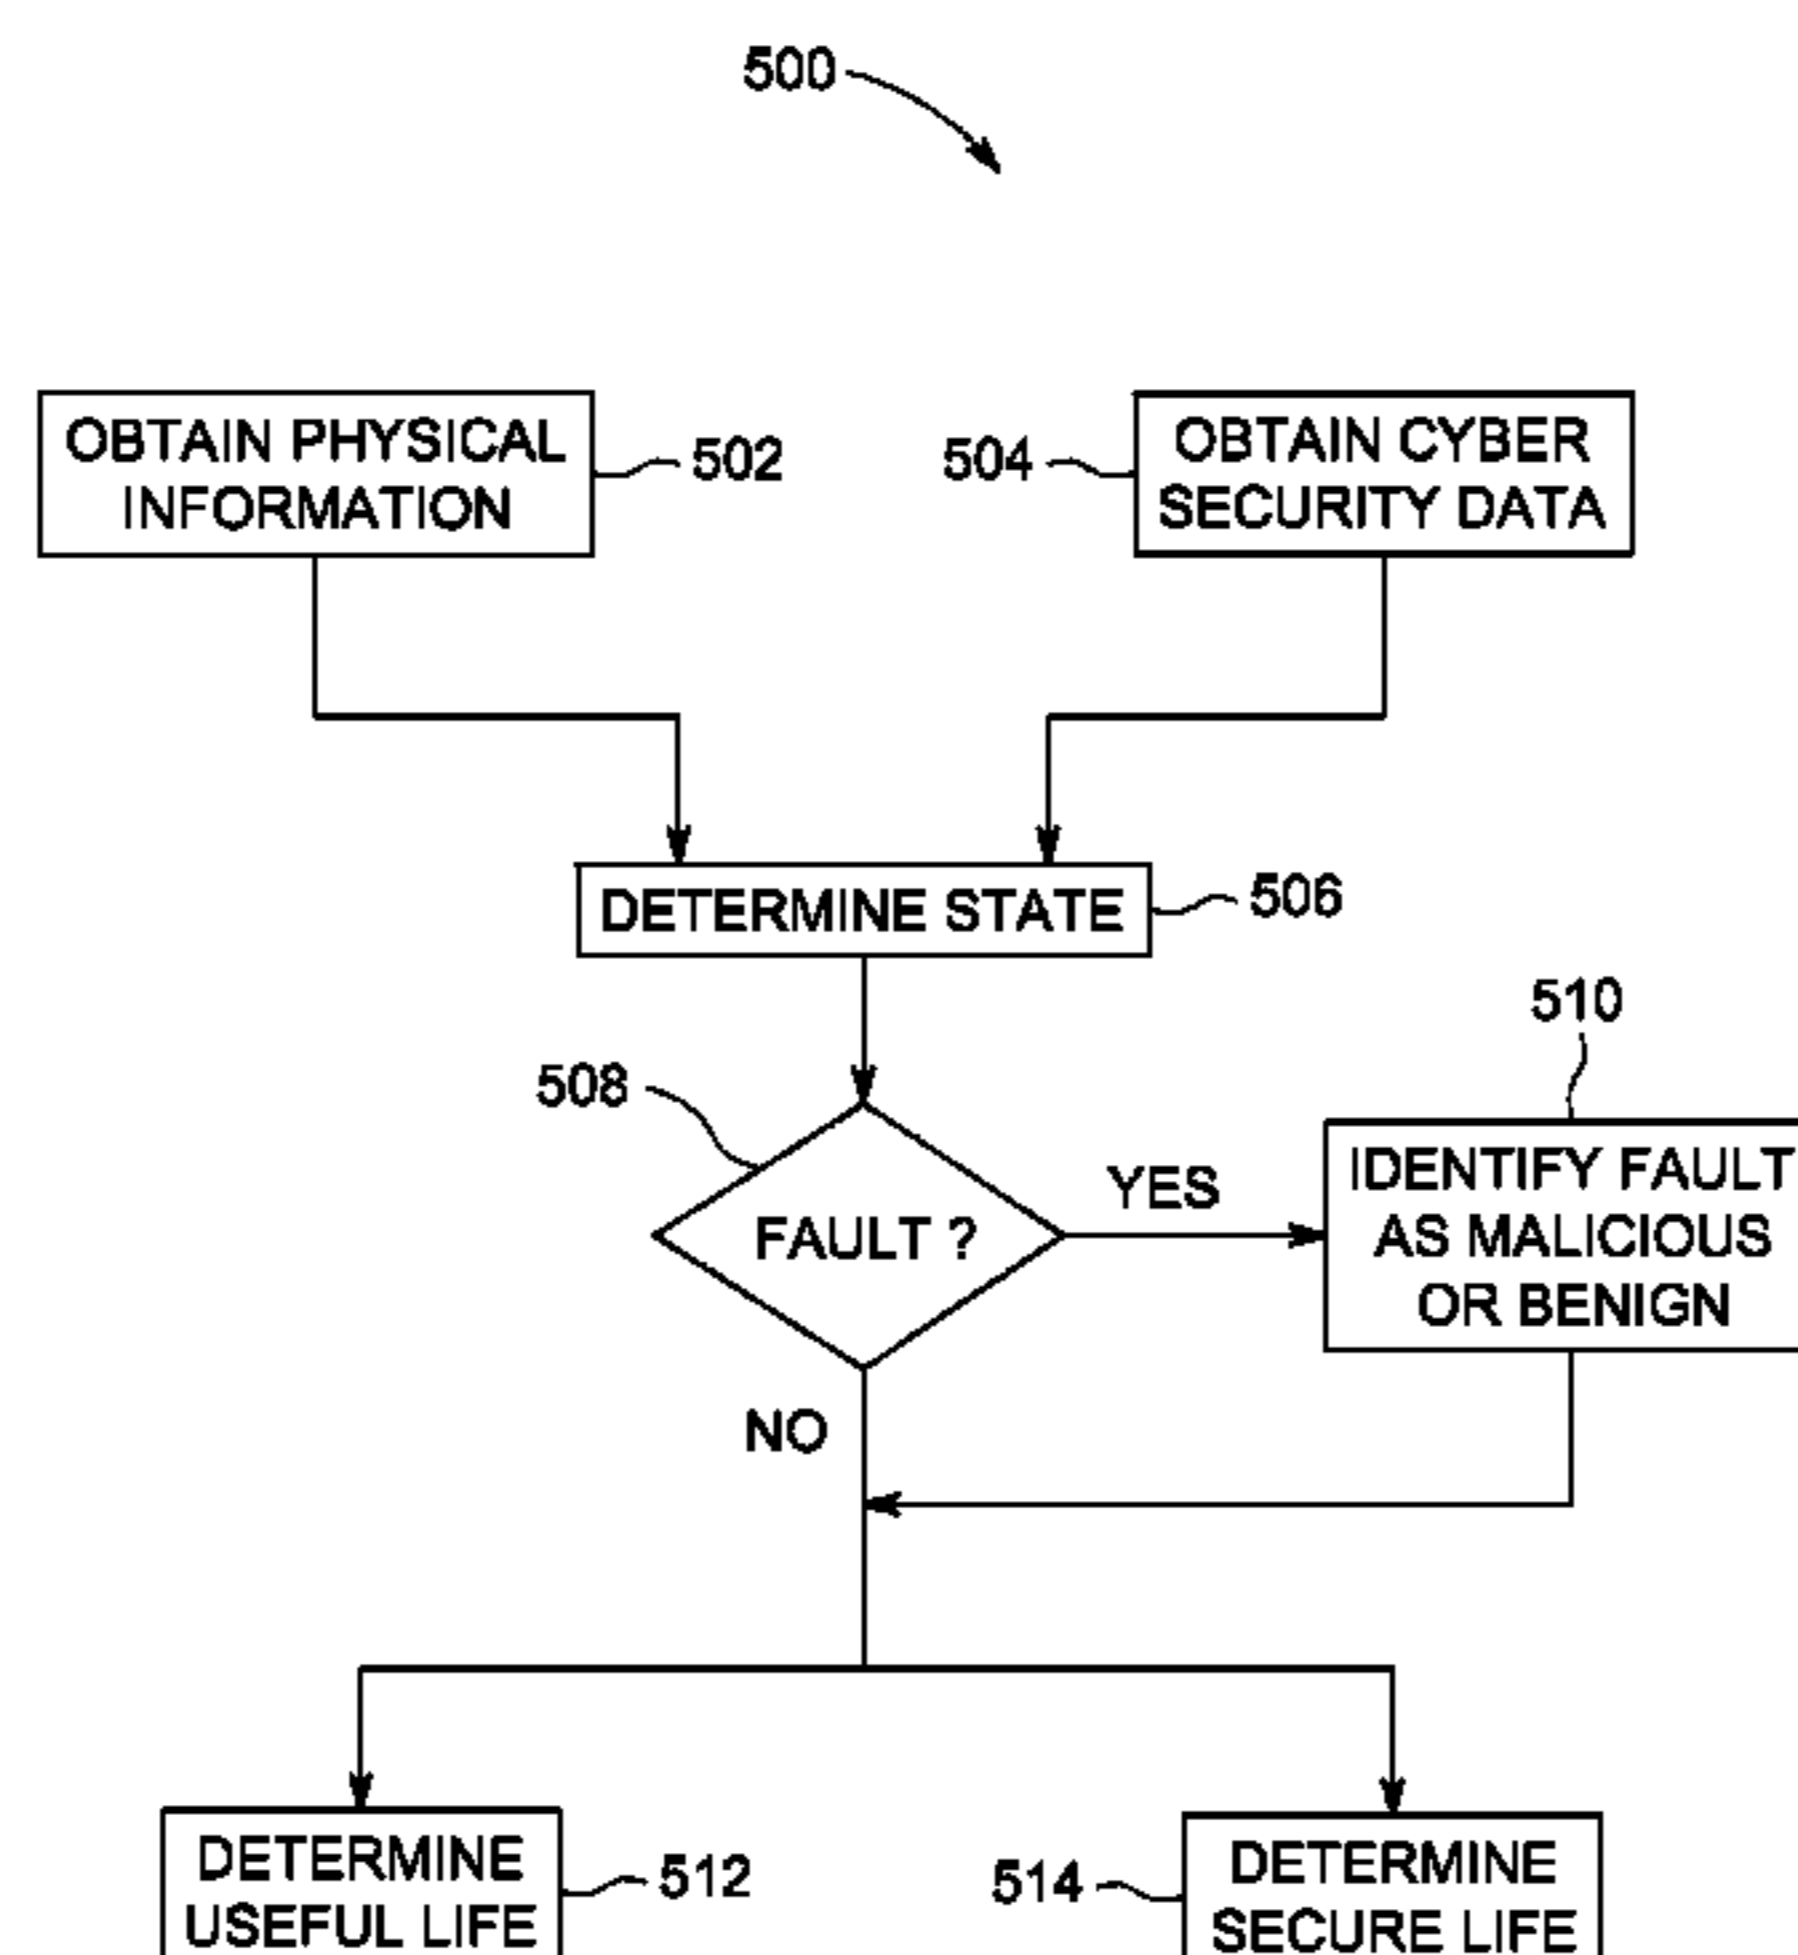 500
OBTAIN PHYSICAL
INFORMATION
502
504
OBTAIN CYBER
SECURITY DATA
DETERMINE STATE
506
508
FAULT ?
YES
510
IDENTIFY FAULT
AS MALICIOUS
OR BENIGN
NO
DETERMINE
USEFUL LIFE
512
514
DETERMINE
SECURE LIFE